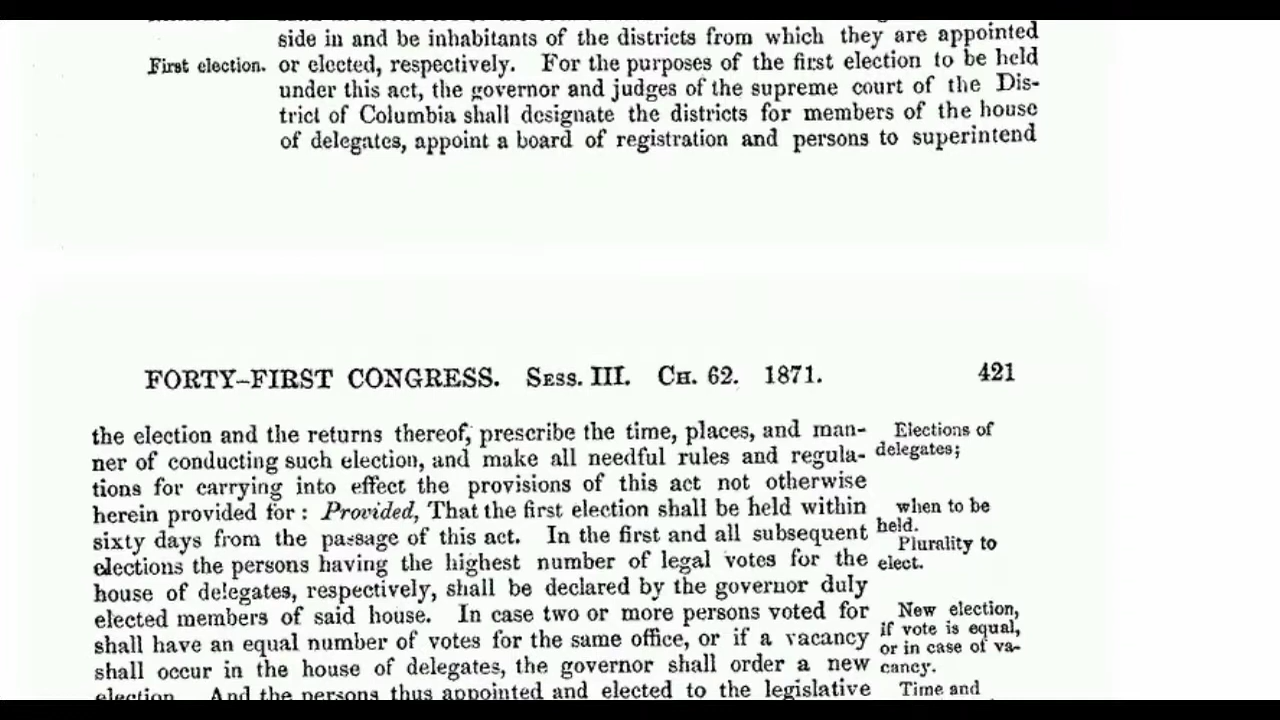 side in and be inhabitants of the districts from which they are appointed
First election. or elected, respectively. For the purposes of the first election to be held
under this act, the governor and judges of the supreme court of the Dis-
trict of Columbia shall designate the districts for members of the house
of delegates, appoint a board of registration and persons to superintend
FORTY-FIRST CONGRESS. SESS. III. CH. 62. 1871. 421
the election and the returns thereof, prescribe the time, places, and man-
ner of conducting such election, and make all needful rules and regula-
tions for carrying into effect the provisions of this act not otherwise
herein provided for: Provided, That the first election shall be held within
sixty days from the passage of this act. In the first and all subsequent
elections the persons having the highest number of legal votes for the
house of delegates, respectively, shall be declared by the governor duly
elected members of said house. In case two or more persons voted for
shall have an equal number of votes for the same office, or if a vacancy
shall occur in the house of delegates, the governor shall order a new
election. And the persons thus appointed and elected to the legislative
Elections of
delegates;
when to be
held.
Plurality to
elect.
New election,
if vote is equal,
or in case of va-
cancy.
Time and